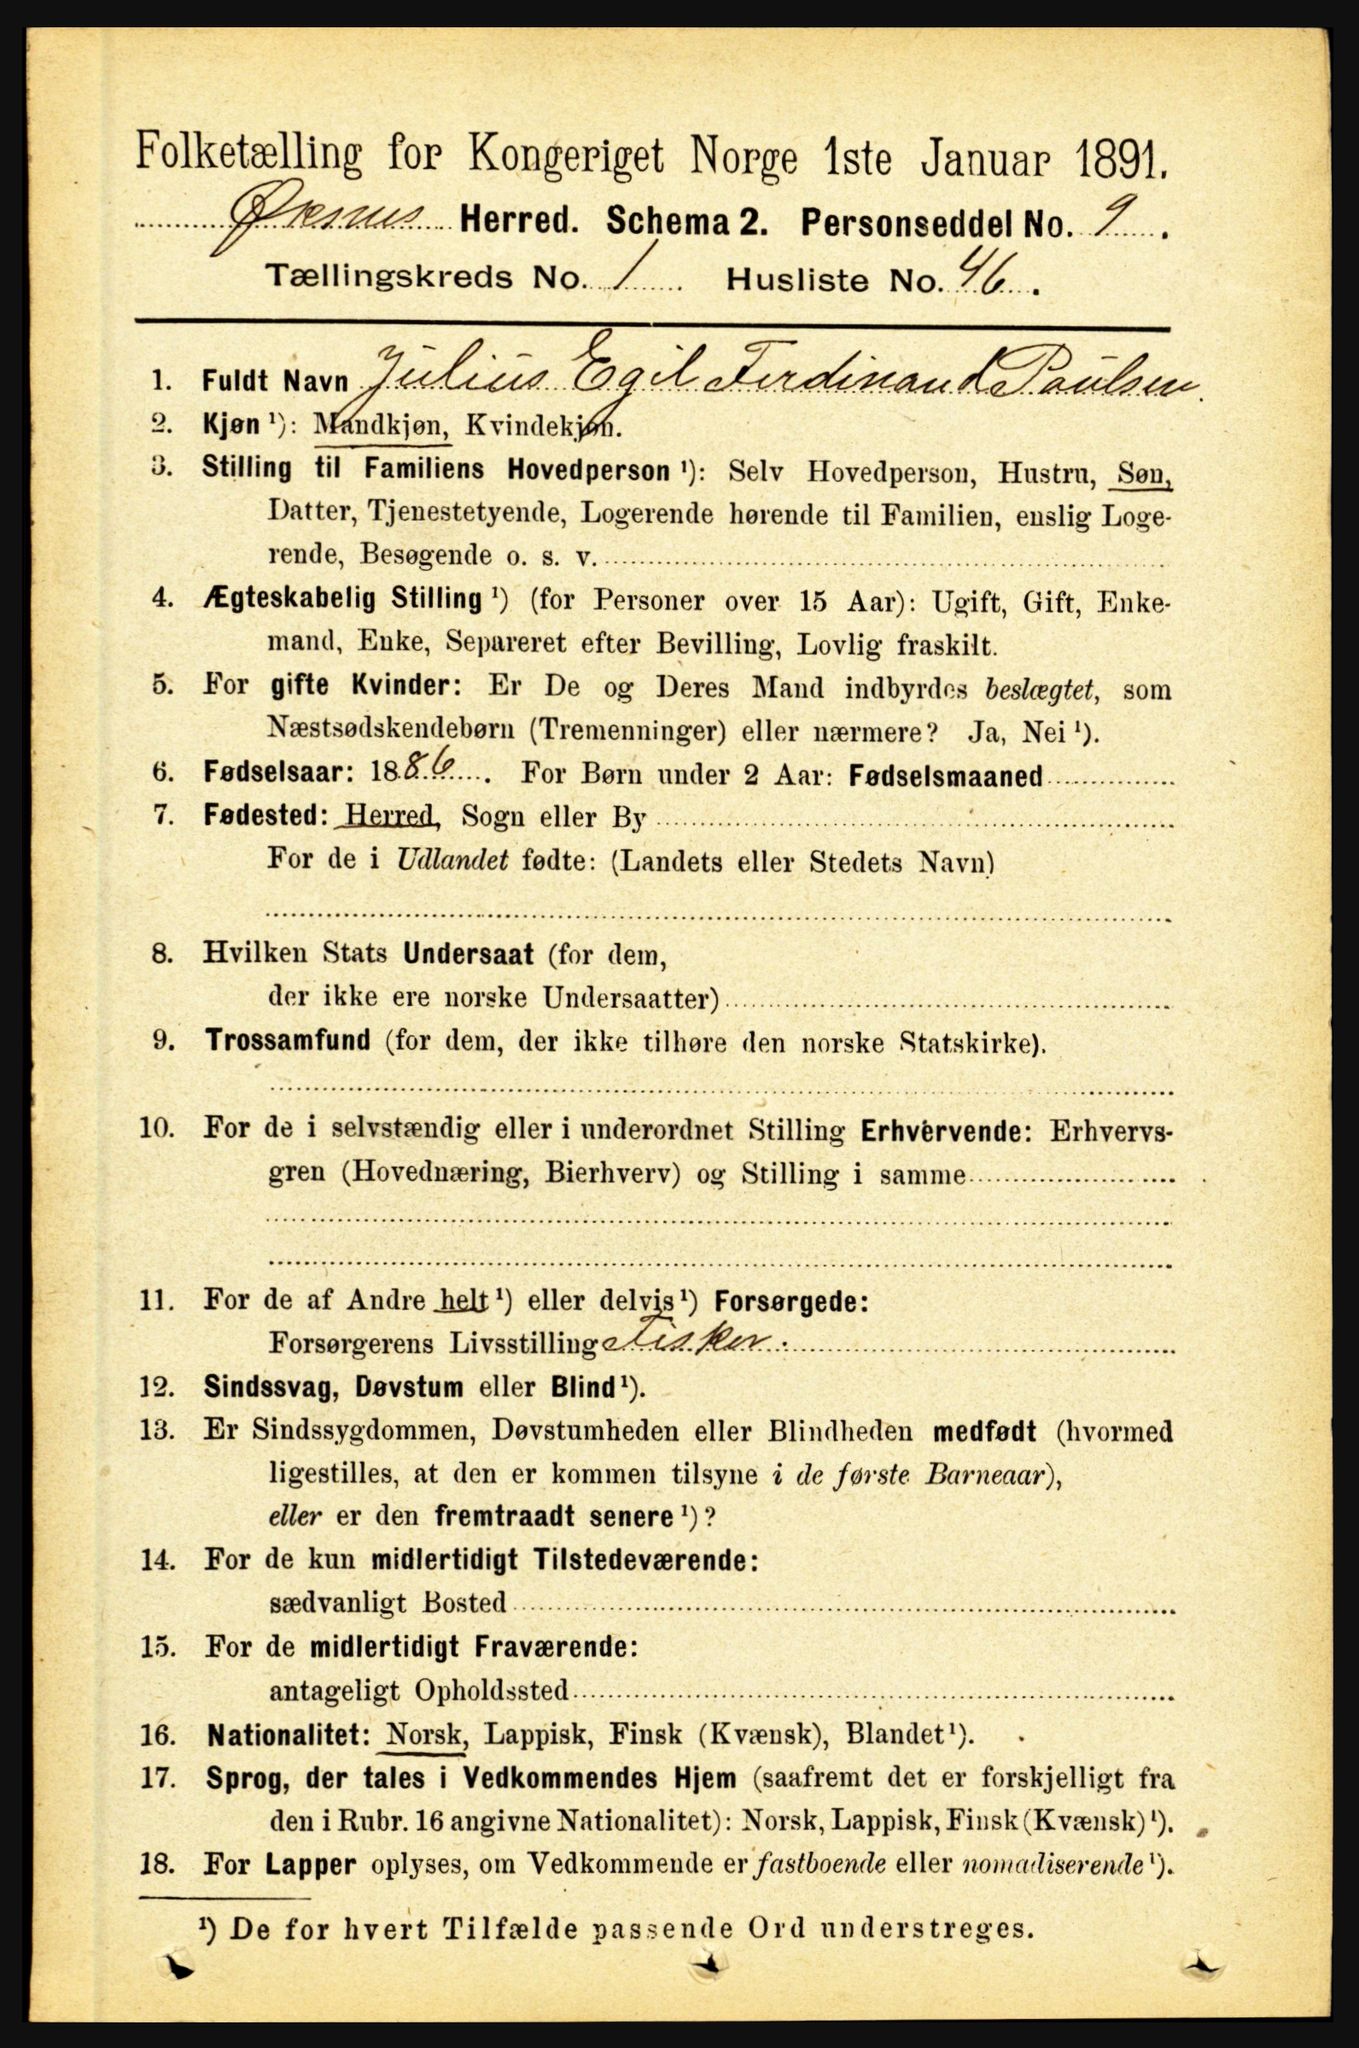 Folketælling for Kongeriget Norge 1ste Januar 1891.
Øksnes Herred. Schema 2. Personseddel No. 9.
Tællingskreds No. 1 Husliste No. 46.
1. Fuldt Navn Julius Egil Ferdinand Paulsen.
2. Kjøn ¹): Mandkjøn, Kvindekjøn.
3. Stilling til Familiens Hovedperson ¹): Selv Hovedperson, Hustru, Søn,
Datter, Tjenestetyende, Logerende hørende til Familien, enslig Loge-
rende, Besøgende o. s. v.
4. Ægteskabelig Stilling ¹) (for Personer over 15 Aar): Ugift, Gift, Enke-
mand, Enke, Separeret efter Bevilling, Lovlig fraskilt.
5. For gifte Kvinder: Er De og Deres Mand indbyrdes beslægtet, som
Næstsødskendebørn (Tremenninger) eller nærmere? Ja, Nei ¹).
6. Fødselsaar: 1886. For Børn under 2 Aar: Fødselsmaaned
7. Fødested: Herred, Sogn eller By
For de i Udlandet fødte: (Landets eller Stedets Navn)
8. Hvilken Stats Undersaat (for dem,
der ikke ere norske Undersaatter)
9. Trossamfund (for dem, der ikke tilhøre den norske Statskirke).
10. For de i selvstændig eller i underordnet Stilling Erhvervende: Erhvervs-
gren (Hovednæring, Bierhverv) og Stilling i samme
11. For de af Andre helt ¹) eller delvis ¹) Forsørgede:
Forsørgerens Livsstilling Fisker.
12. Sindssvag, Døvstum eller Blind ¹).
13. Er Sindssygdommen, Døvstumheden eller Blindheden medfødt (hvormed
ligestilles, at den er kommen tilsyne i de første Barneaar),
eller er den fremtraadt senere ¹)?
14. For de kun midlertidigt Tilstedeværende:
sædvanligt Bosted
15. For de midlertidigt Fraværende:
antageligt Opholdssted
16. Nationalitet: Norsk, Lappisk, Finsk (Kvænsk), Blandet ¹).
17. Sprog, der tales i Vedkommendes Hjem (saafremt det er forskjelligt fra
den i Rubr. 16 angivne Nationalitet): Norsk, Lappisk, Finsk (Kvænsk) ¹).
18. For Lapper oplyses, om Vedkommende er fastboende eller nomadiserende ¹).
¹) De for hvert Tilfælde passende Ord understreges.